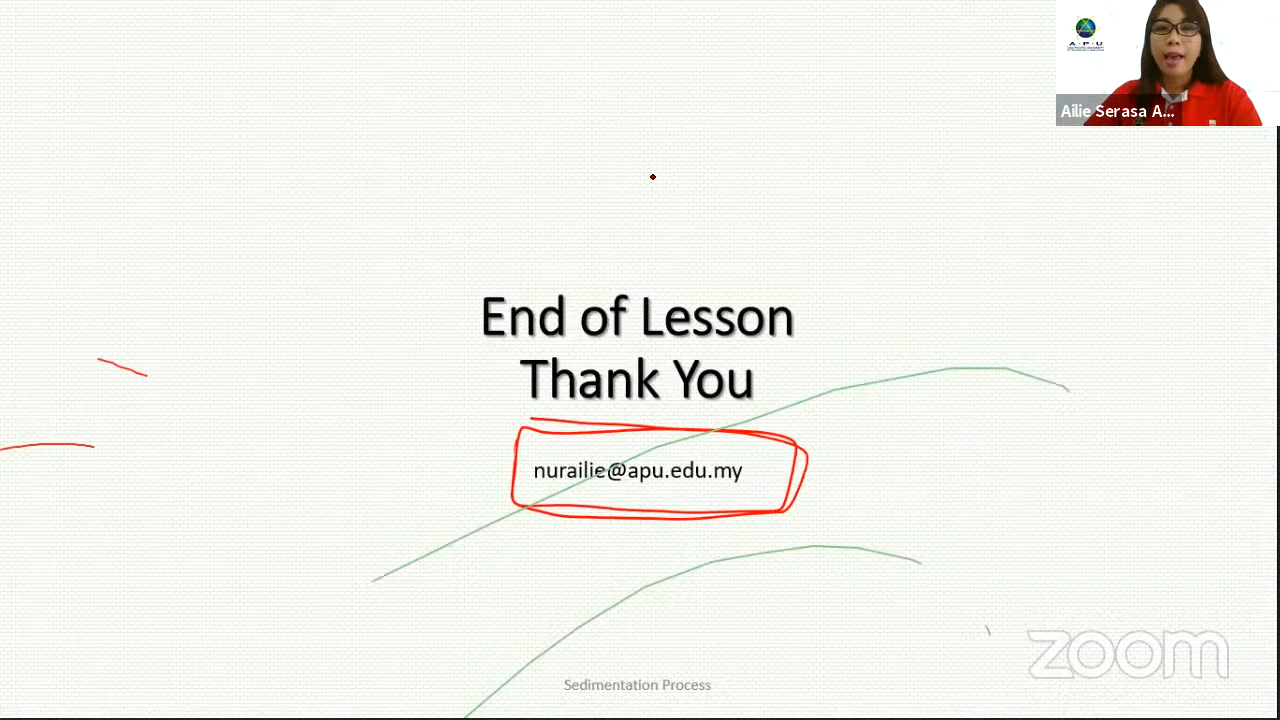 A · P · U
Ailie Serasa A...
End of Lesson
Thank You
nurailie@apu.edu.my
Sedimentation Process
zoom